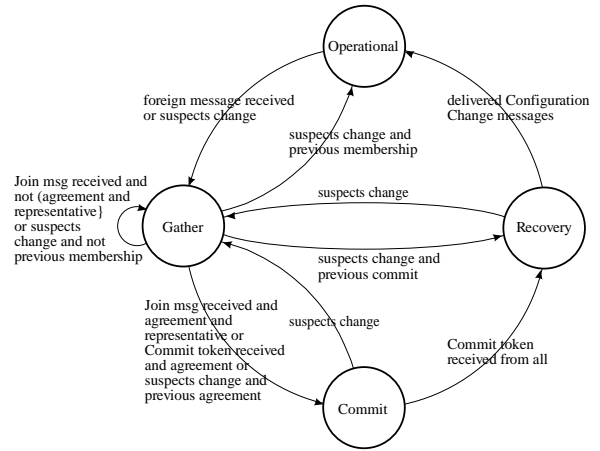 Operational
foreign message received
or suspects change
delivered Configuration
Change messages
suspects change and
previous membership
Join msg received and
not (agreement and
representative}
or suspects
change and not
previous membership
suspects change
Gather
Recovery
suspects change and
previous commit
Join msg received and
agreement and
representative or
Commit token received
and agreement or
suspects change and
previous agreement
suspects change
Commit token
received from all
Commit